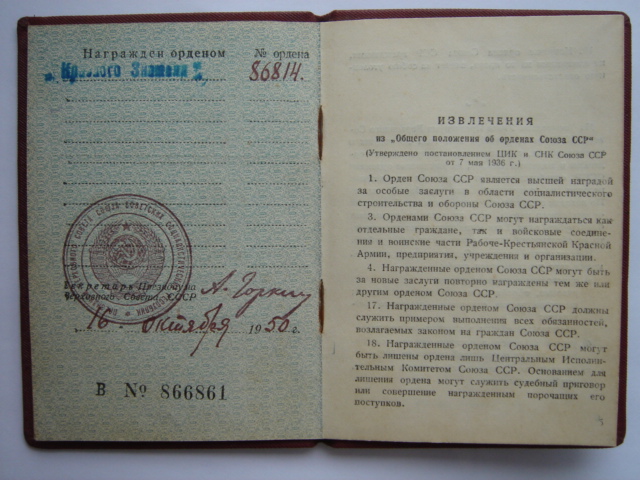 Награжден орденом № ордена
Красного Знамени 86814.
Секретарь Президиума
Верховного Совета СССР А. Горкин
„16“ октября 1950 г.
В № 866861
ИЗВЛЕЧЕНИЯ
из „Общего положения об орденах Союза ССР“
(Утверждено постановлением ЦИК и СНК Союза ССР
от 7 мая 1936 г.)
1. Орден Союза ССР является высшей наградой
за особые заслуги в области социалистического
строительства и обороны Союза ССР.
3. Орденами Союза ССР могут награждаться как
отдельные граждане, так и войсковые соедине-
ния и воинские части Рабоче-Крестьянской Красной
Армии, предприятия, учреждения и организации.
4. Награжденные орденом Союза ССР могут быть
за новые заслуги повторно награждены тем же или
другим орденом Союза ССР.
17. Награжденные орденом Союза ССР должны
служить примером выполнения всех обязанностей,
возлагаемых законом на граждан Союза ССР.
18. Награжденные орденом Союза ССР могут
быть лишены ордена лишь Центральным Исполни-
тельным Комитетом Союза ССР. Основанием для
лишения ордена могут служить судебный приговор
или совершение награжденным порочащих его
поступков.